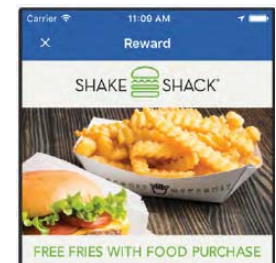 Carrier 11:09 AM
× Reward
SHAKE SHACK
FREE FRIES WITH FOOD PURCHASE